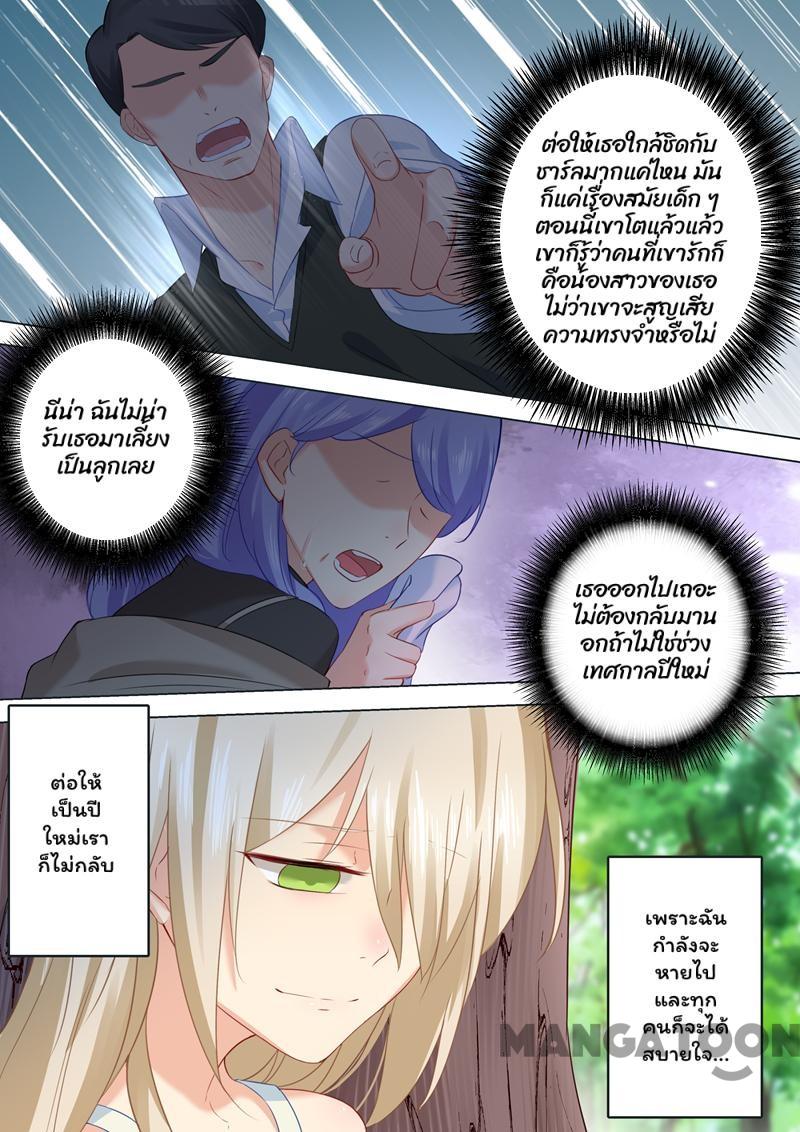 ต่อให้เธอใกล้ชิดกับ
ชาร์ลมากแค่ไหน มัน
ก็แค่เรื่องสมัยเด็ก ๆ
ตอนนี้เขาโตแล้วแล้ว
เขาก็รู้ว่าคนที่เขารักก็
คือน้องสาวของเธอ
ไม่ว่าเขาจะสูญเสีย
ความทรงจำหรือไม่
นีน่า ฉันไม่น่า
รับเธอมาเลี้ยง
เป็นลูกเลย
เธอออกไปเถอะ
ไม่ต้องกลับมาน
อกถ้าไม่ใช่ช่วง
เทศกาลปีใหม่
ต่อให้
เป็นปี
ใหม่เรา
ก็ไม่กลับ
เพราะฉัน
กำลังจะ
หายไป
และทุก
คนก็จะได้
สบายใจ...
MANGATOON